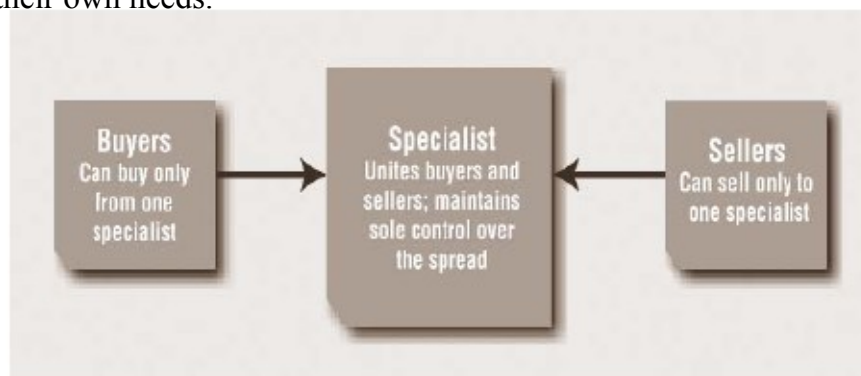 their own needs.
Buyers
Can buy only
from one
specialist
Specialist
Unites buyers and
sellers; maintains
sole control over
the spread
Sellers
Can sell only to
one specialist